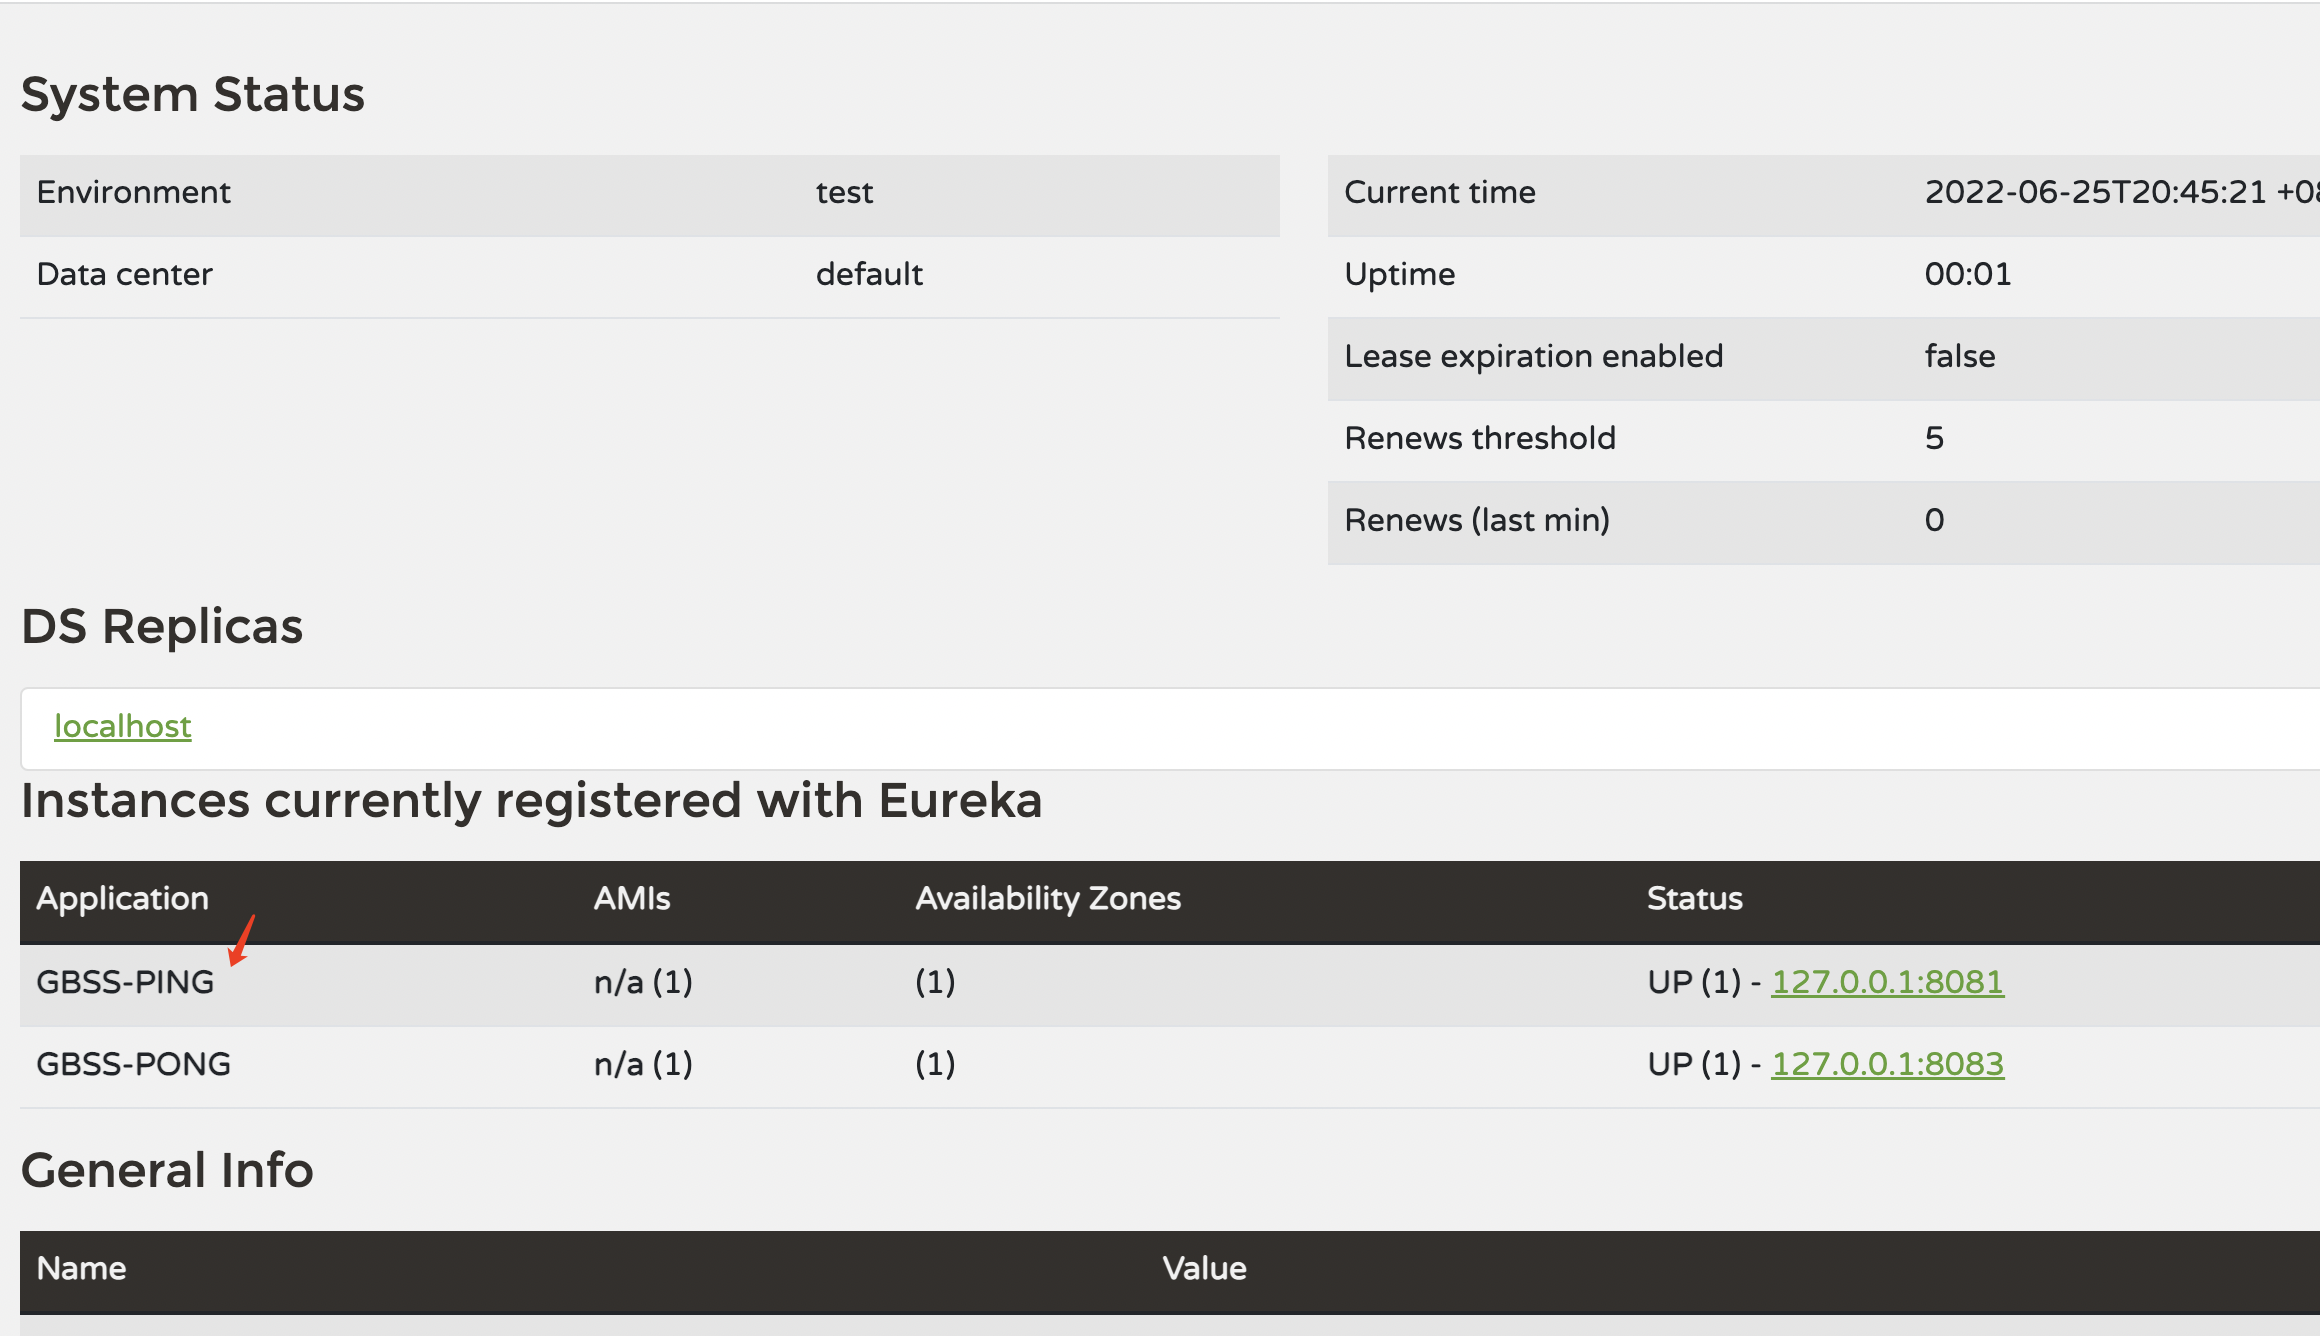 System Status
Environment test
Data center default
Current time 2022-06-25T20:45:21
Uptime 00:01
Lease expiration enabled false
Renews threshold 5
Renews (last min) 0
DS Replicas
localhost
Instances currently registered with Eureka
Application AMIs Availability Zones Status
GBSS-PING n/a (1) (1) UP (1) - 127.0.0.1:8081
GBSS-PONG n/a (1) (1) UP (1) - 127.0.0.1:8083
General Info
Name Value